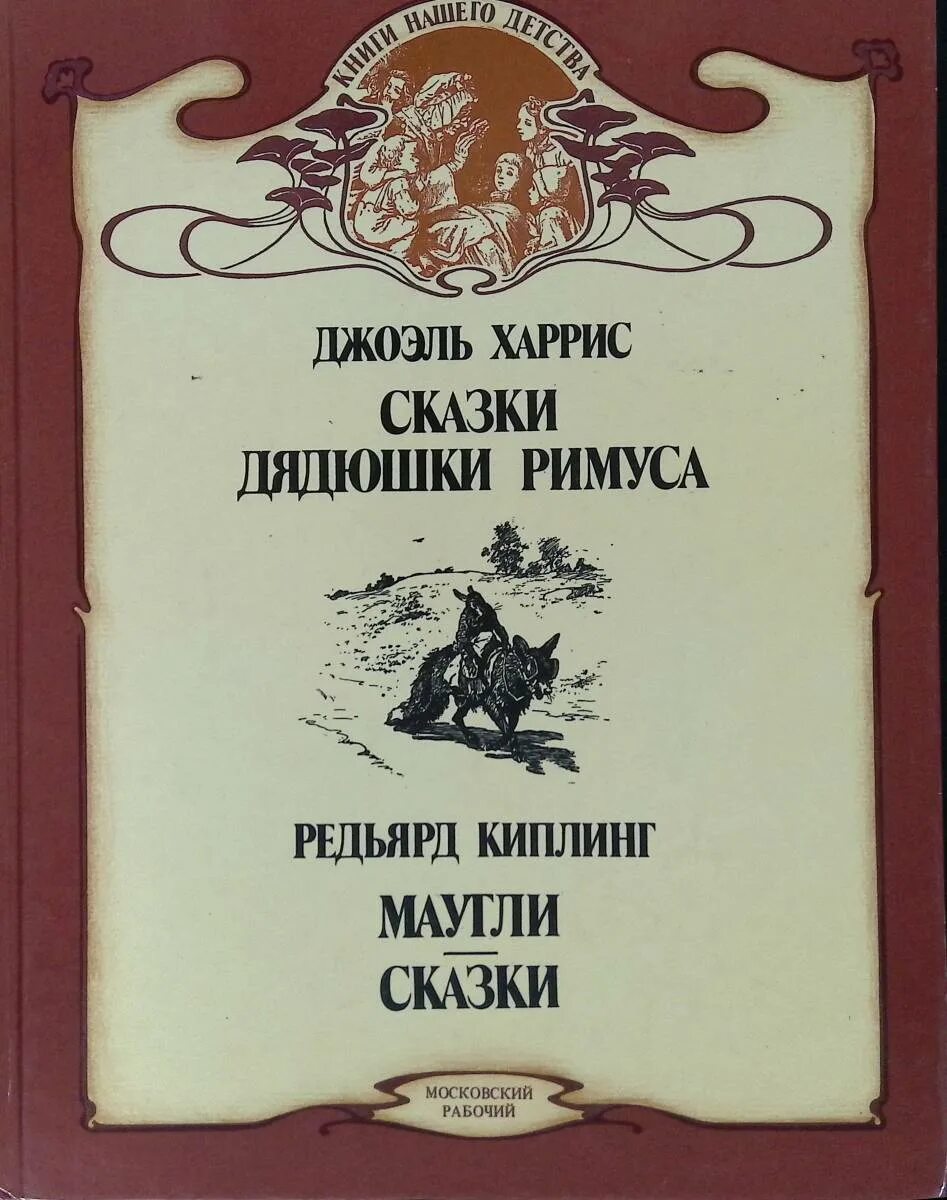 КНИГИ НАШЕГО ДЕТСТВА
ДЖОЭЛЬ ХАРРИС
СКАЗКИ
ДЯДЮШКИ РИМУСА
РЕДЬЯРД КИПЛИНГ
МАУГЛИ
СКАЗКИ
МОСКОВСКИЙ
РАБОЧИЙ